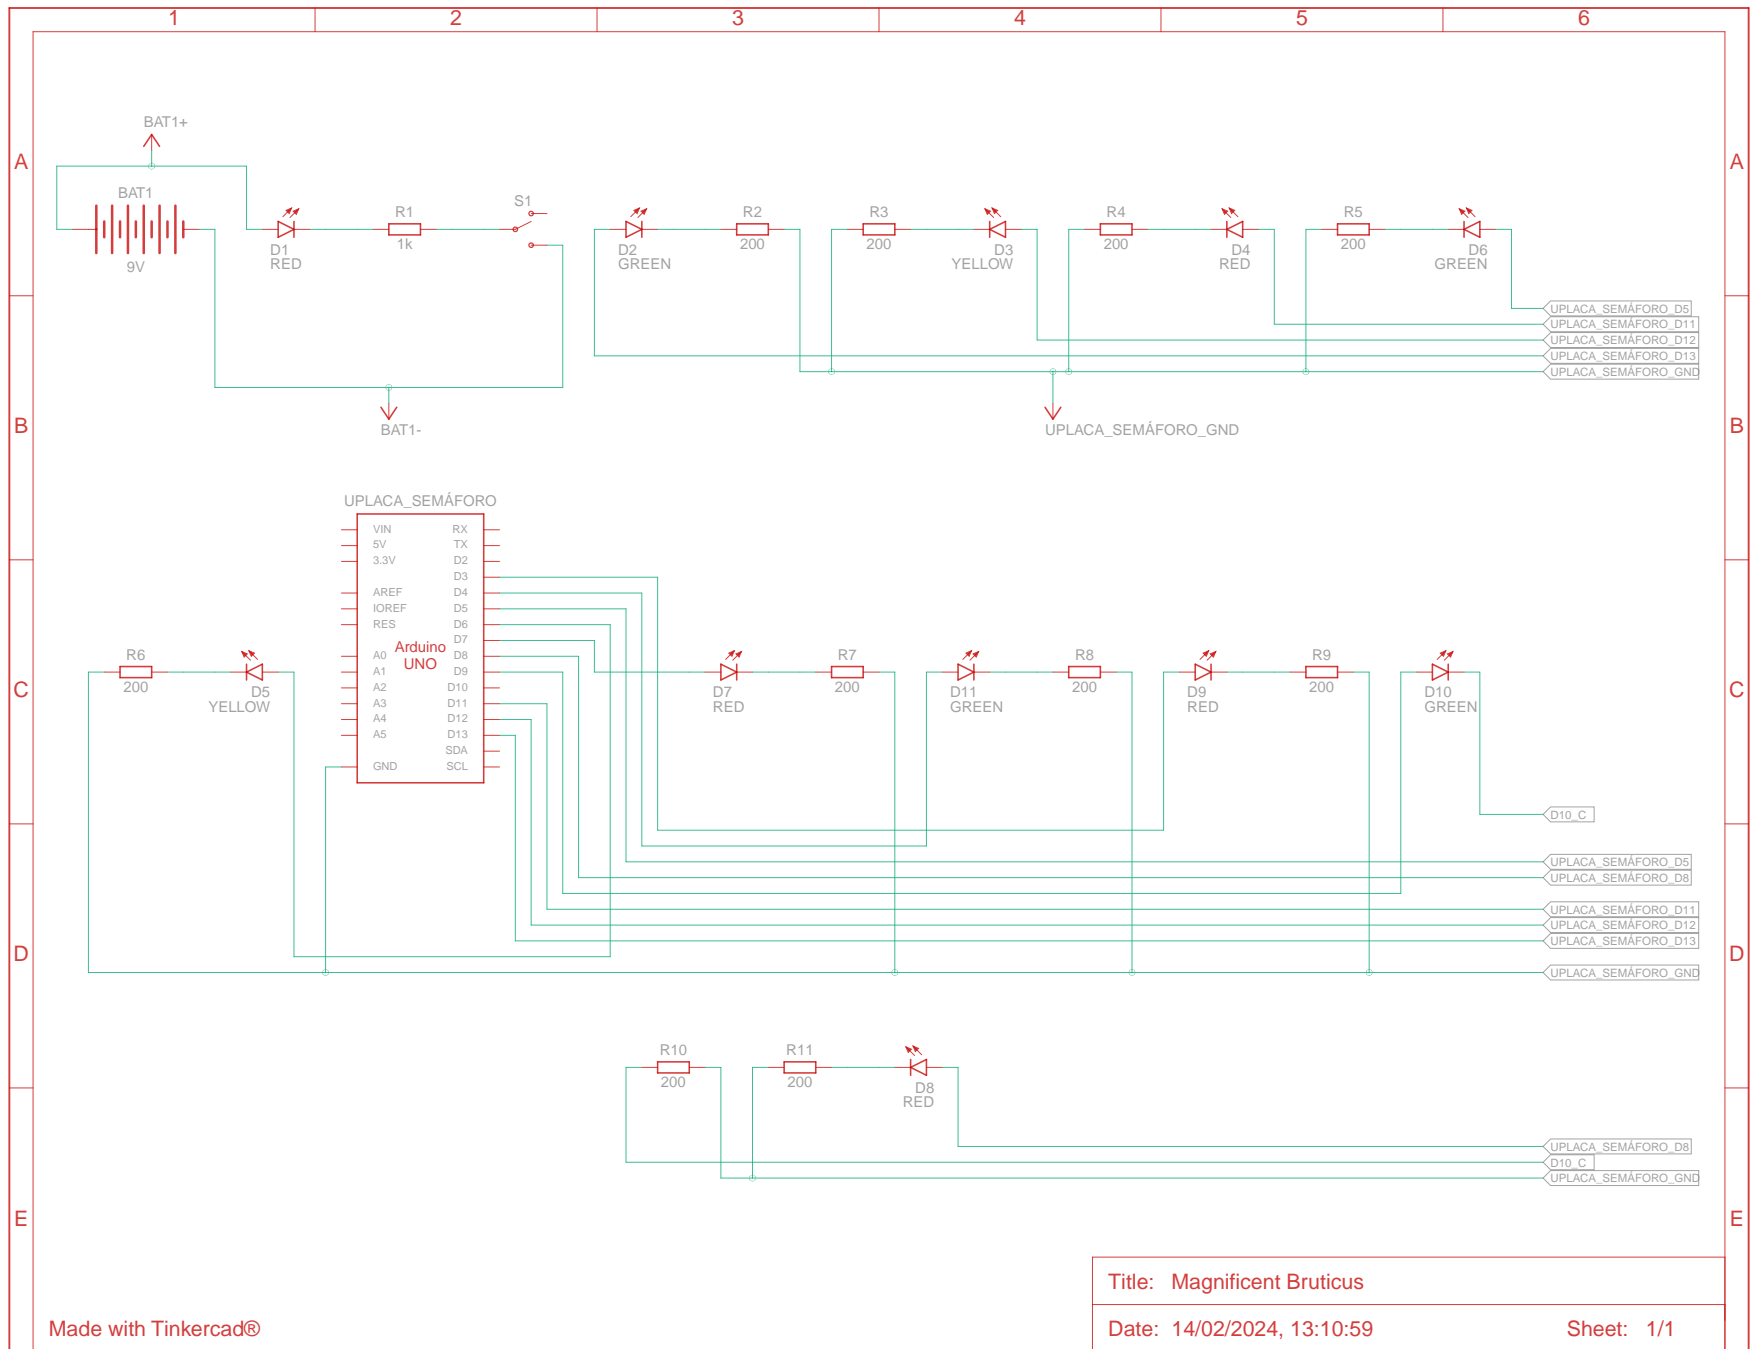 1 2 3 4 5 6
BAT1+
A A
BAT1
9V
D1
RED
R1
1k
S1
D2
GREEN
R2
200
R3
200
D3
YELLOW
R4
200
D4
RED
R5
200
D6
GREEN
UPLACA_SEMÁFORO_D5
UPLACA_SEMÁFORO_D11
UPLACA_SEMÁFORO_D12
UPLACA_SEMÁFORO_D13
UPLACA_SEMÁFORO_GND
B B
BAT1-
UPLACA_SEMÁFORO_GND
UPLACA_SEMÁFORO
VIN RX
5V TX
3.3V D2
D3
AREF D4
IOREF D5
RES D6
D7
Arduino
UNO
A0 D8
A1 D9
A2 D10
A3 D11
A4 D12
A5 D13
SDA
GND SCL
C C
R6
200
D5
YELLOW
D7
RED
R7
200
D11
GREEN
R8
200
D9
RED
R9
200
D10
GREEN
D10_C
UPLACA_SEMÁFORO_D5
UPLACA_SEMÁFORO_D8
UPLACA_SEMÁFORO_D11
UPLACA_SEMÁFORO_D12
UPLACA_SEMÁFORO_D13
UPLACA_SEMÁFORO_GND
D D
R10
200
R11
200
D8
RED
UPLACA_SEMÁFORO_D8
D10_C
UPLACA_SEMÁFORO_GND
E E
Title: Magnificent Bruticus
Made with Tinkercad®
Date: 14/02/2024, 13:10:59 Sheet: 1/1